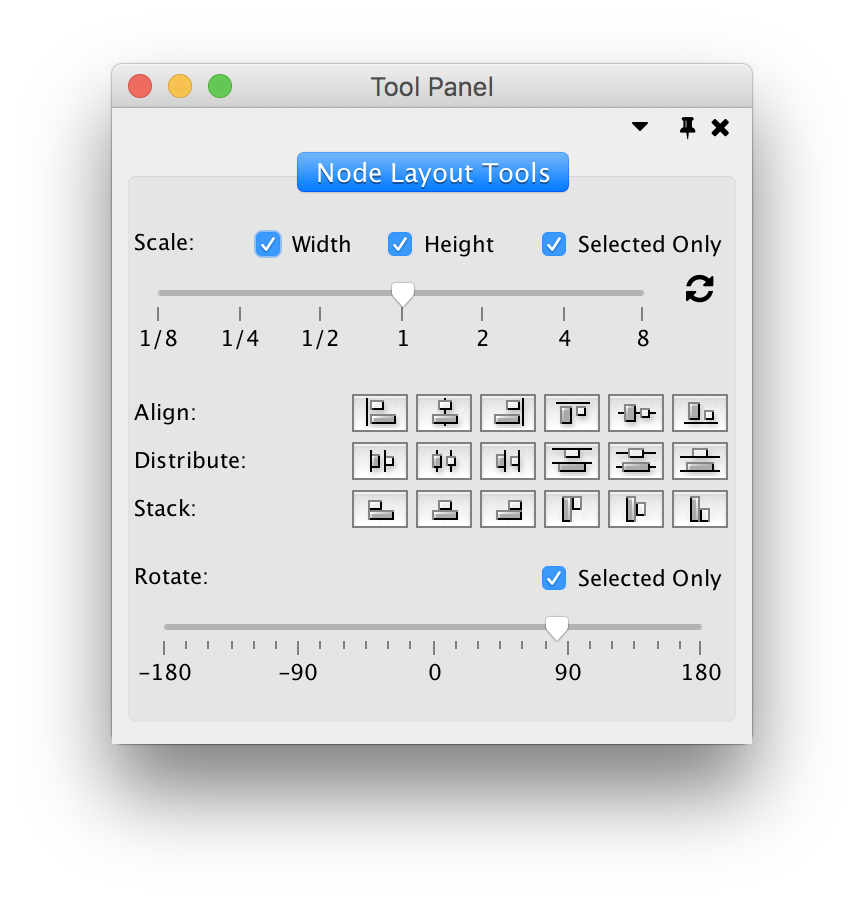 Tool Panel
Node Layout Tools
Scale: Width Height Selected Only
1/8 1/4 1/2 1 2 4 8
Align:
Distribute:
Stack:
Rotate: Selected Only
-180 -90 0 90 180